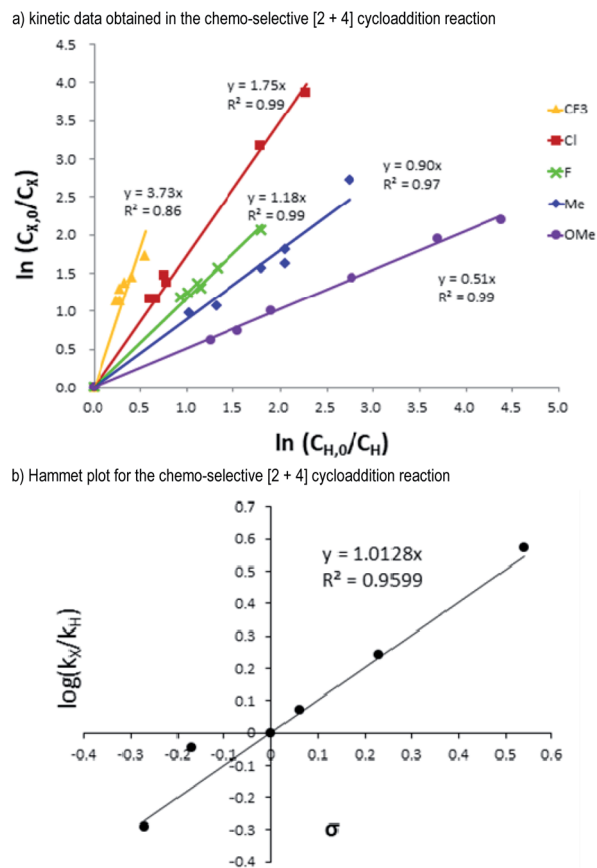 a) kinetic data obtained in the chemo-selective [2 + 4] cycloaddition reaction
4.5
4.0
3.5
3.0
2.5
2.0
1.5
1.0
0.5
0.0
ln (C_X,0/C_X)
y = 1.75x
R² = 0.99
y = 3.73x
R² = 0.86
y = 1.18x
R² = 0.99
y = 0.90x
R² = 0.97
y = 0.51x
R² = 0.99
CF3
Cl
F
Me
OMe
0.0 0.5 1.0 1.5 2.0 2.5 3.0 3.5 4.0 4.5 5.0
ln (C_H,0/C_H)
b) Hammet plot for the chemo-selective [2 + 4] cycloaddition reaction
0.7
0.6
0.5
0.4
0.3
0.2
0.1
0
-0.1
-0.2
-0.3
-0.4
log(k_X/k_H)
y = 1.0128x
R² = 0.9599
-0.4 -0.3 -0.2 -0.1 0 0.1 0.2 0.3 0.4 0.5 0.6
σ